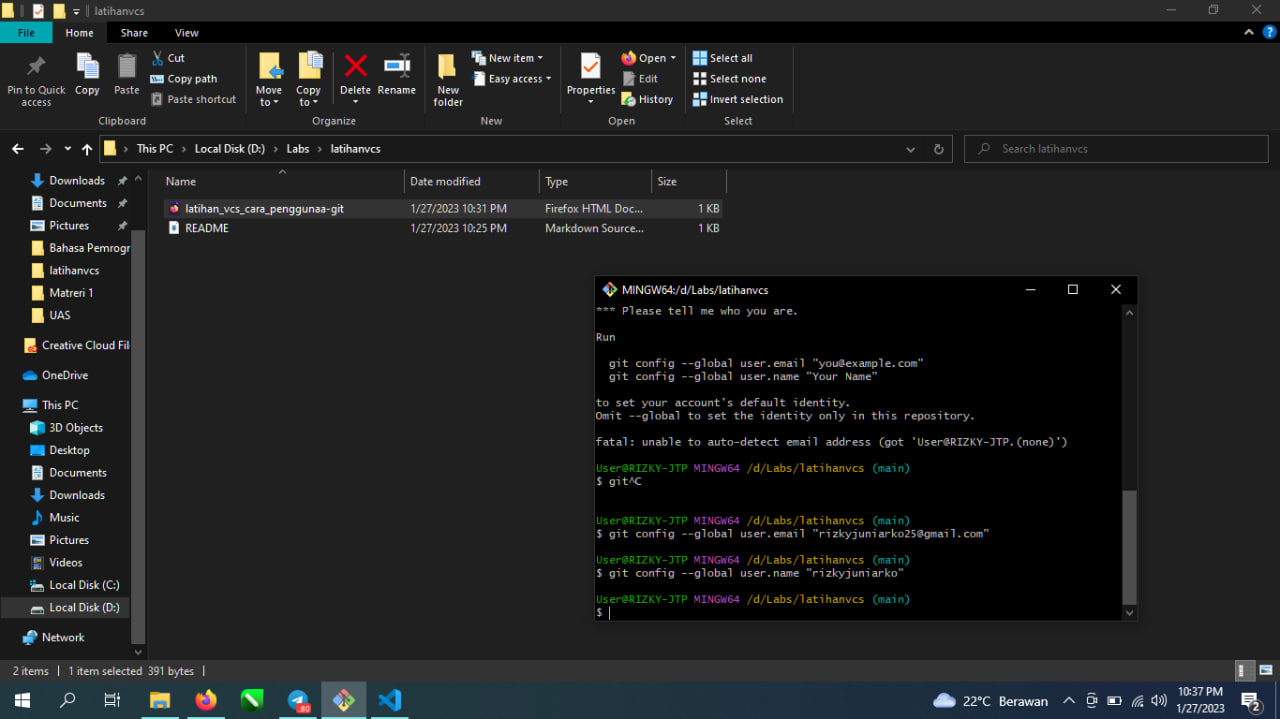 latihanvcs
File Home Share View
Pin to Quick access
Copy
Paste
Cut
Copy path
Paste shortcut
Clipboard
Move to
Copy to
Delete
Rename
Organize
New folder
New item
Easy access
New
Properties
Open
Edit
History
Open
Select all
Select none
Invert selection
Select
This PC > Local Disk (D:) > Labs > latihanvcs
Search latihanvcs
Downloads
Documents
Pictures
Bahasa Pemrogr
latihanvcs
Matreri 1
UAS
Creative Cloud Fil
OneDrive
This PC
3D Objects
Desktop
Documents
Downloads
Music
Pictures
Videos
Local Disk (C:)
Local Disk (D:)
Network
Name Date modified Type Size
latihan_vcs_cara_penggunaa-git 1/27/2023 10:31 PM Firefox HTML Doc... 1 KB
README 1/27/2023 10:25 PM Markdown Source... 1 KB
MINGW64:/d/Labs/latihanvcs
*** Please tell me who you are.
Run
git config --global user.email "you@example.com"
git config --global user.name "Your Name"
to set your account's default identity.
Omit --global to set the identity only in this repository.
fatal: unable to auto-detect email address (got 'User@RIZKY-JTP.(none)')
User@RIZKY-JTP MINGW64 /d/Labs/latihanvcs (main)
$ git^C
User@RIZKY-JTP MINGW64 /d/Labs/latihanvcs (main)
$ git config --global user.email "rizkyjuniarko25@gmail.com"
User@RIZKY-JTP MINGW64 /d/Labs/latihanvcs (main)
$ git config --global user.name "rizkyjuniarko"
User@RIZKY-JTP MINGW64 /d/Labs/latihanvcs (main)
$
2 items 1 item selected 391 bytes
22°C Berawan
10:37 PM
1/27/2023
2